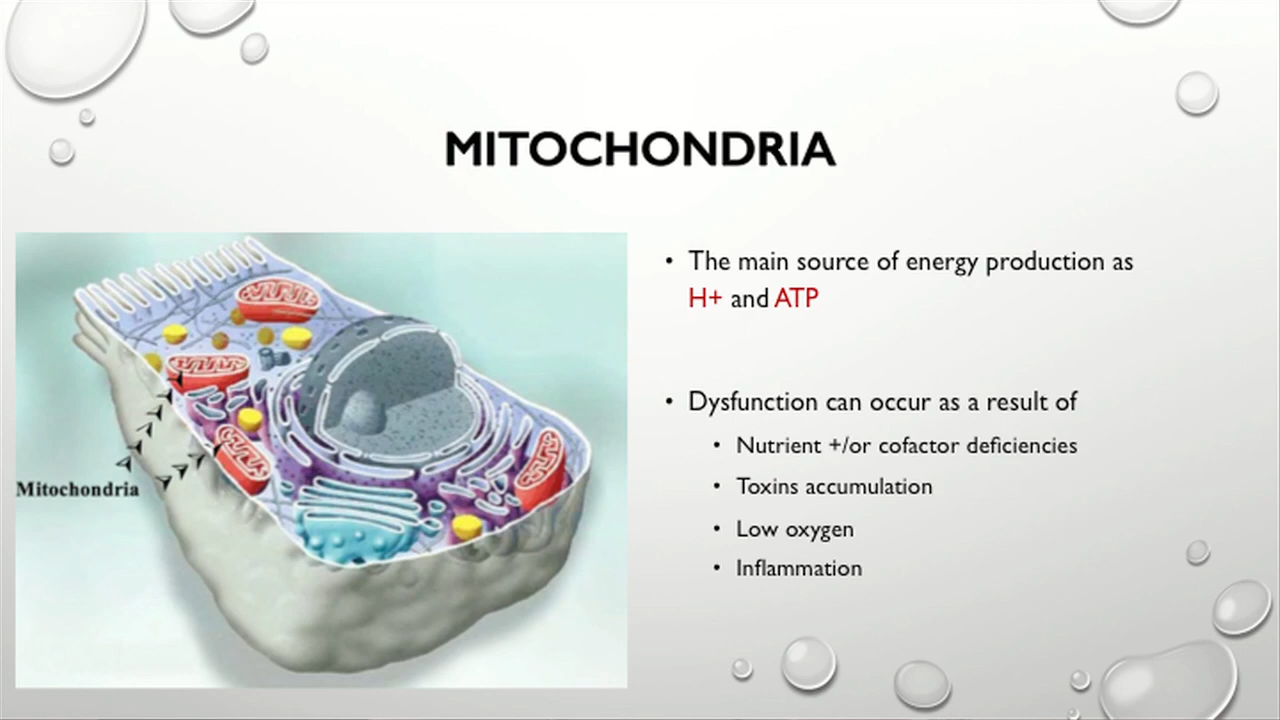 MITOCHONDRIA
• The main source of energy production as
H+ and ATP
• Dysfunction can occur as a result of
• Nutrient +/or cofactor deficiencies
• Toxins accumulation
• Low oxygen
• Inflammation
Mitochondria